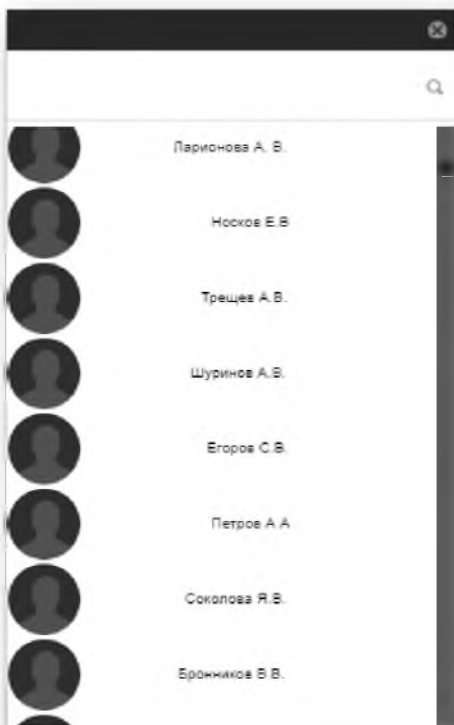 Ларионова А. В.
Носков Е.В
Трещев А.В.
Шуринов А.В.
Егоров С.В.
Петров А А
Соколова Я.В.
Бронников В В.